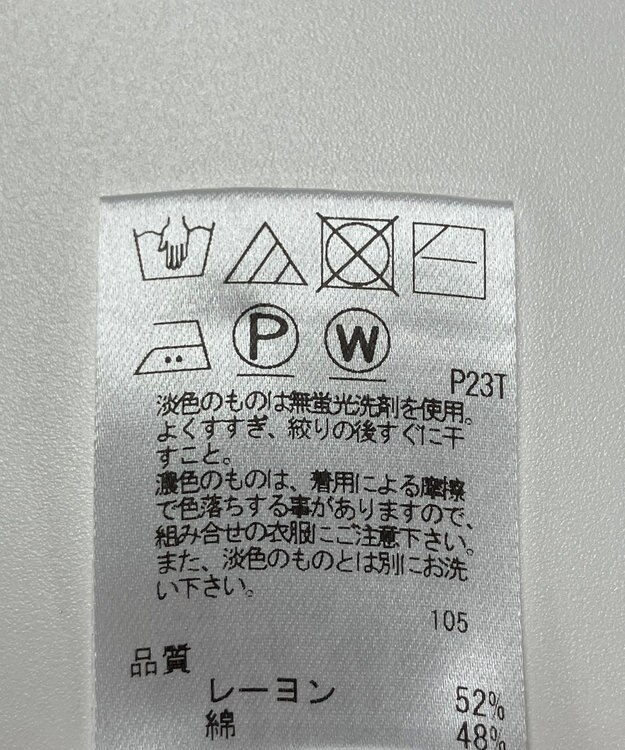 P W
P23T
淡色のものは無蛍光洗剤を使用。
よくすすぎ、絞りの後すぐに干
すこと。
濃色のものは、着用による摩擦
で色落ちする事がありますので、
組み合せの衣服にご注意下さい。
また、淡色のものとは別にお洗
い下さい。
105
品質
レーヨン 52%
綿 48%